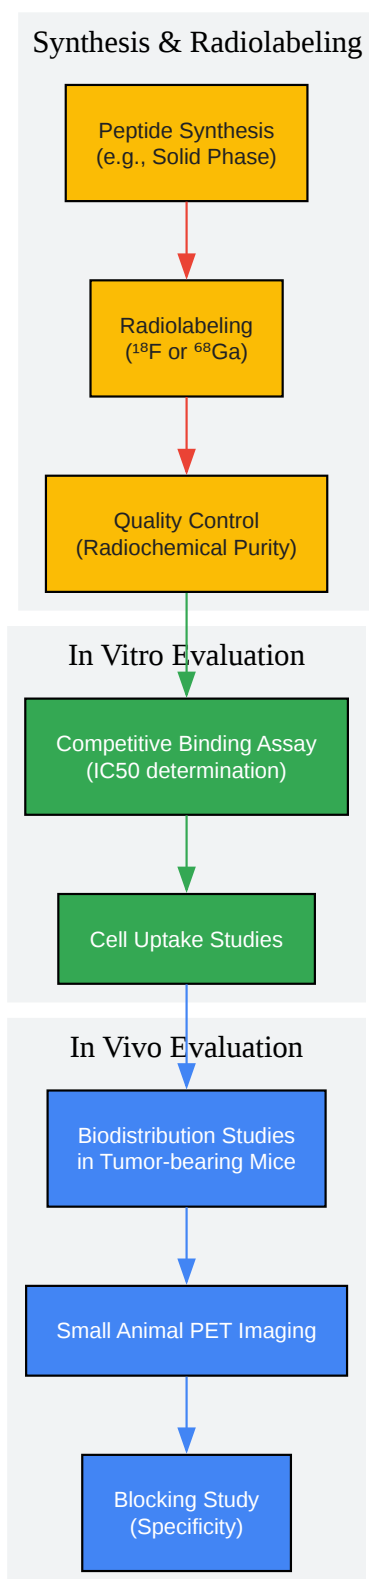 Synthesis & Radiolabeling
Peptide Synthesis
(e.g., Solid Phase)
Radiolabeling
(¹⁸F or ⁶⁸Ga)
Quality Control
(Radiochemical Purity)
In Vitro Evaluation
Competitive Binding Assay
(IC50 determination)
Cell Uptake Studies
In Vivo Evaluation
Biodistribution Studies
in Tumor-bearing Mice
Small Animal PET Imaging
Blocking Study
(Specificity)